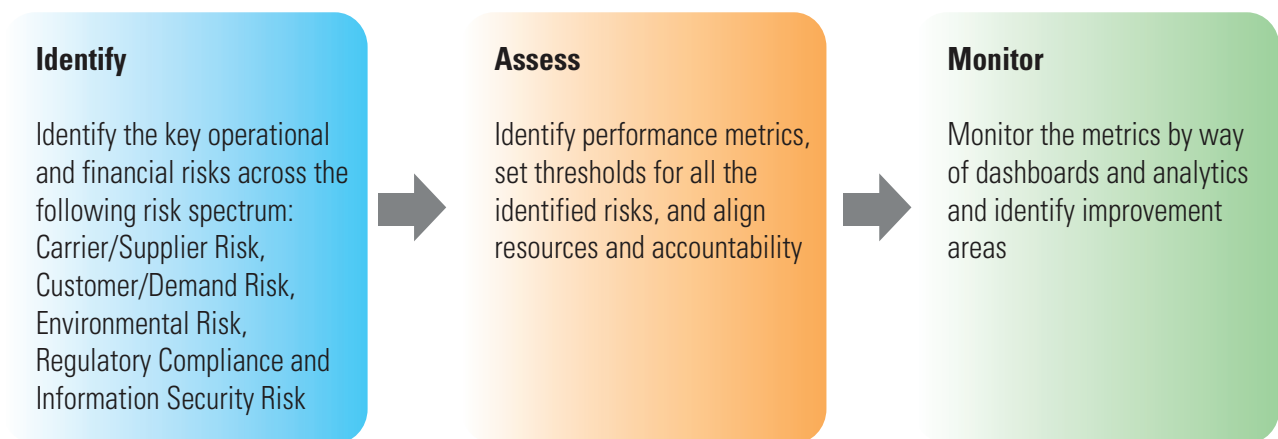 Identify
Identify the key operational
and financial risks across the
following risk spectrum:
Carrier/Supplier Risk,
Customer/Demand Risk,
Environmental Risk,
Regulatory Compliance and
Information Security Risk
Assess
Identify performance metrics,
set thresholds for all the
identified risks, and align
resources and accountability
Monitor
Monitor the metrics by way
of dashboards and analytics
and identify improvement
areas